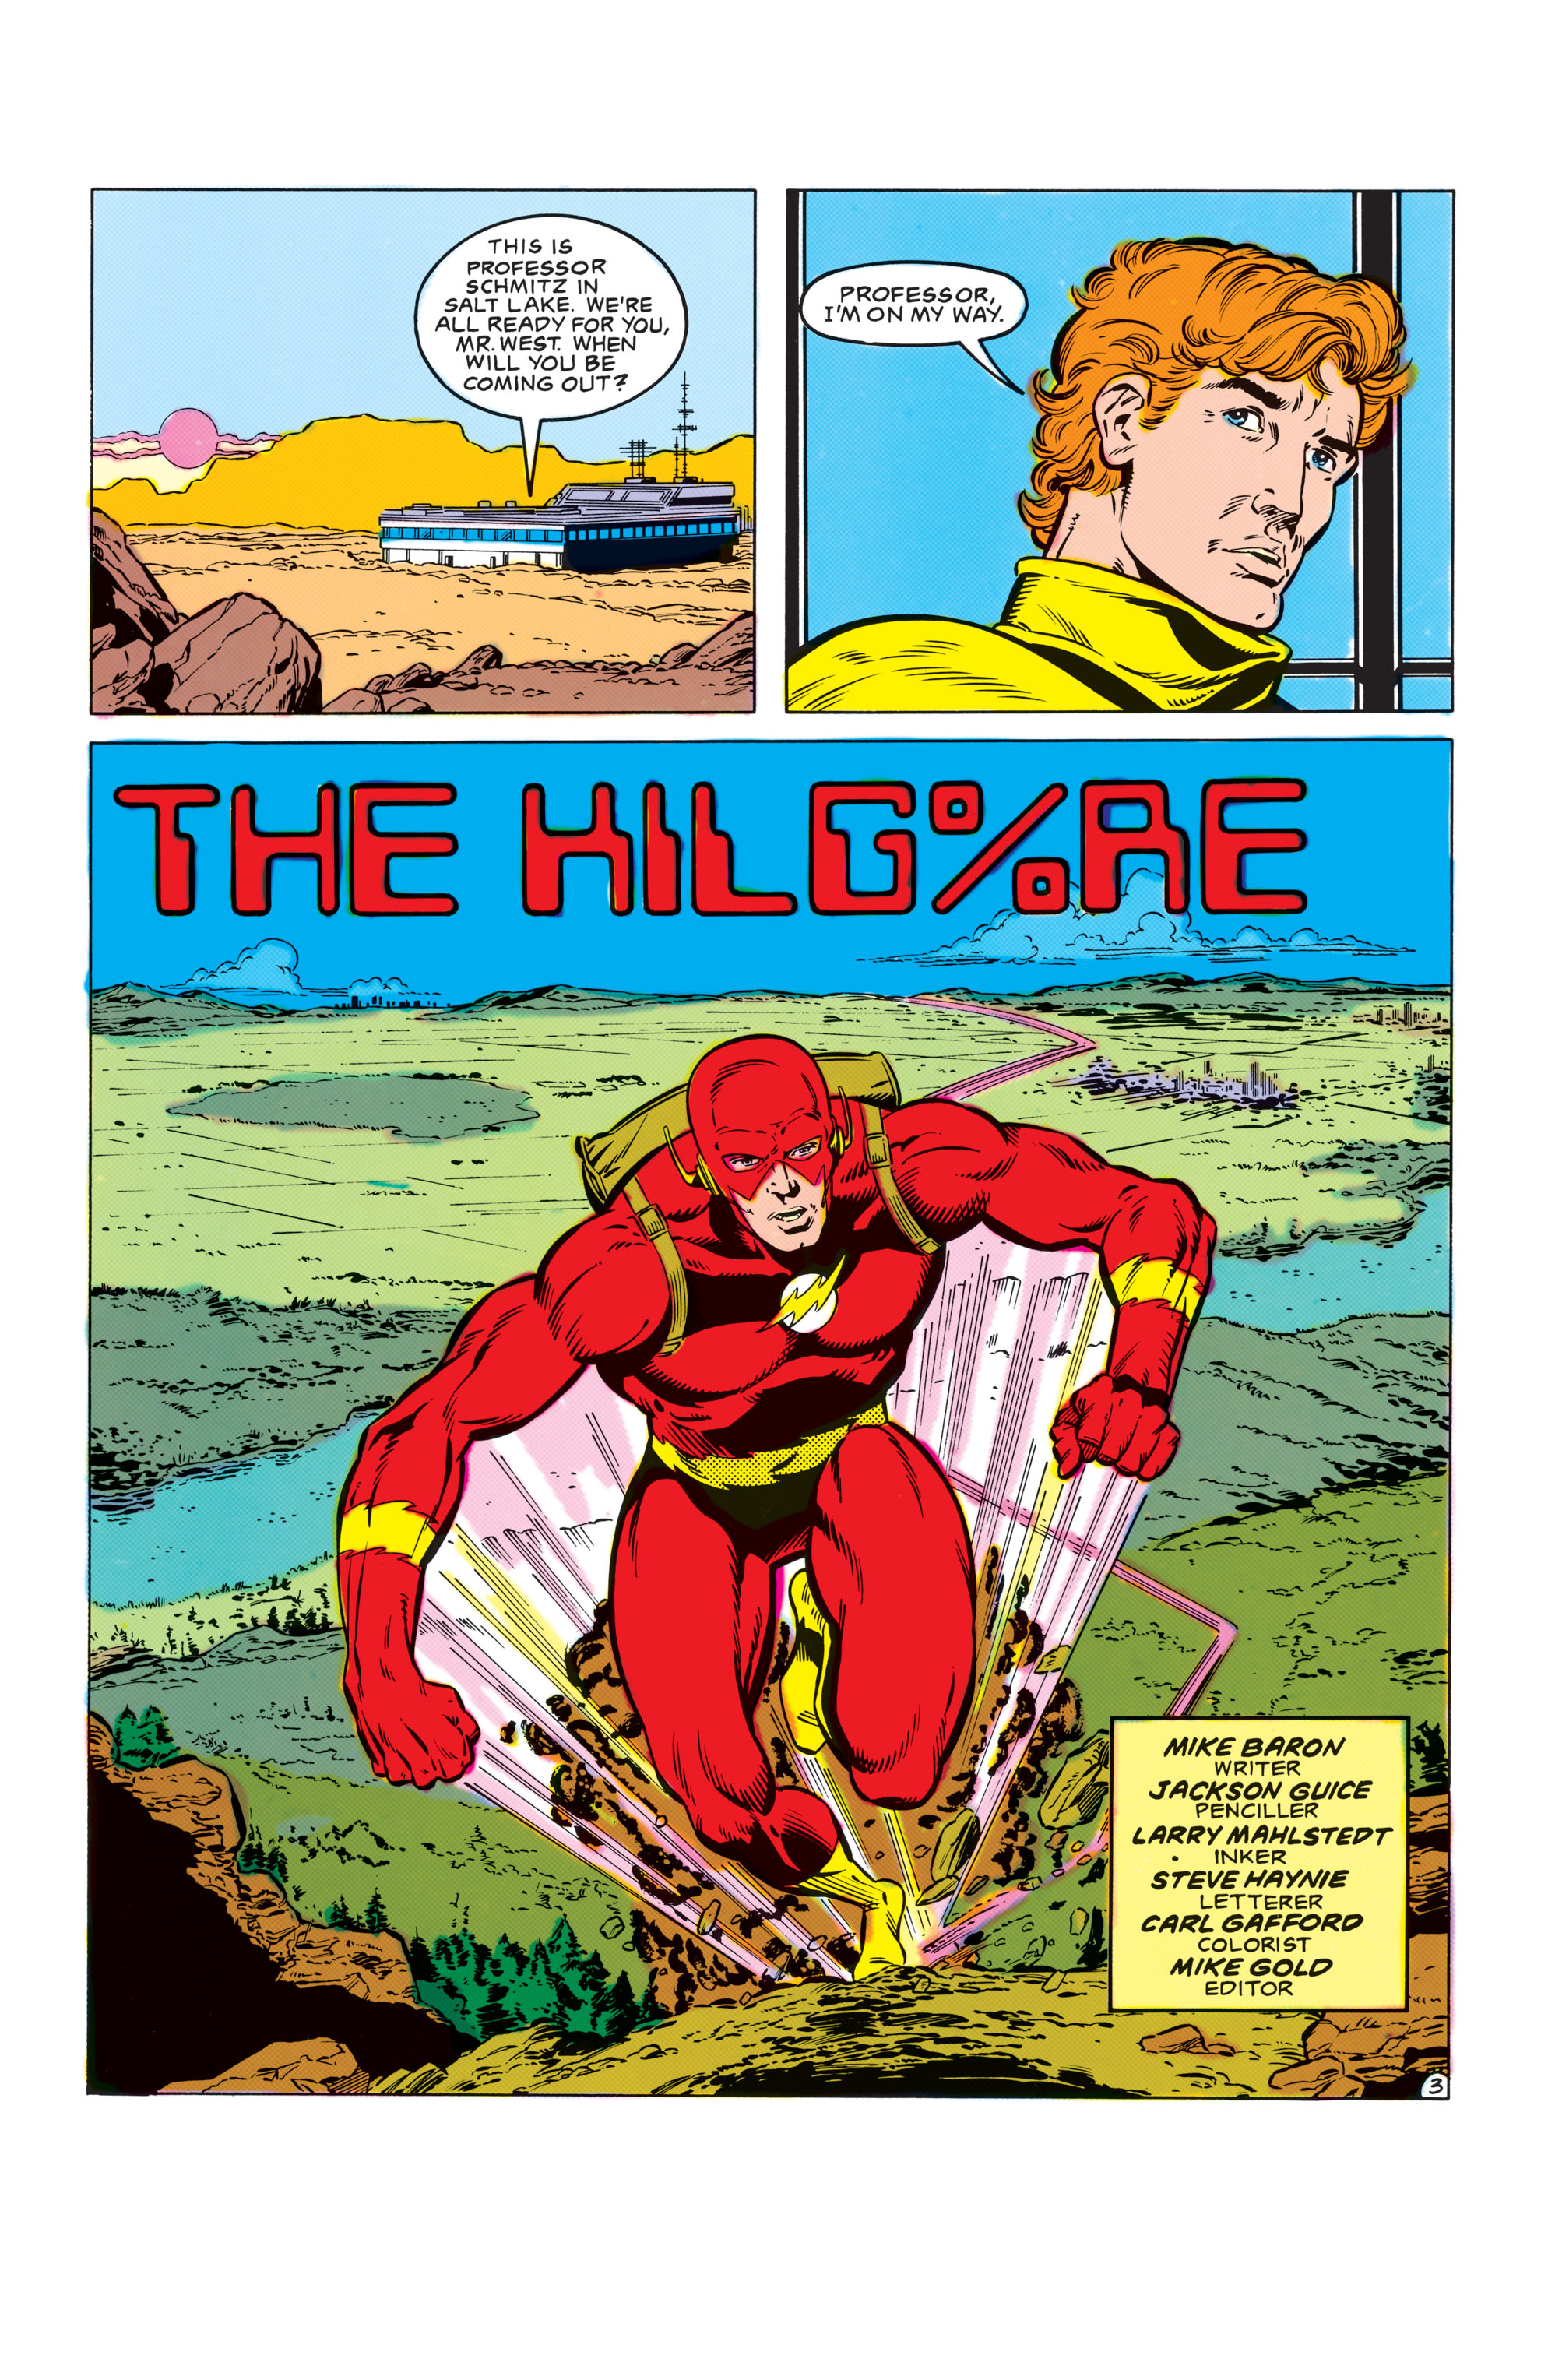 THIS IS
PROFESSOR
SCHMITZ IN
SALT LAKE. WE'RE
ALL READY FOR YOU,
MR. WEST. WHEN
WILL YOU BE
COMING OUT?
PROFESSOR,
I'M ON MY WAY.
THE KILG%RE
MIKE BARON
WRITER
JACKSON GUICE
PENCILLER
LARRY MAHLSTEDT
INKER
STEVE HAYNIE
LETTERER
CARL GAFFORD
COLORIST
MIKE GOLD
EDITOR
3